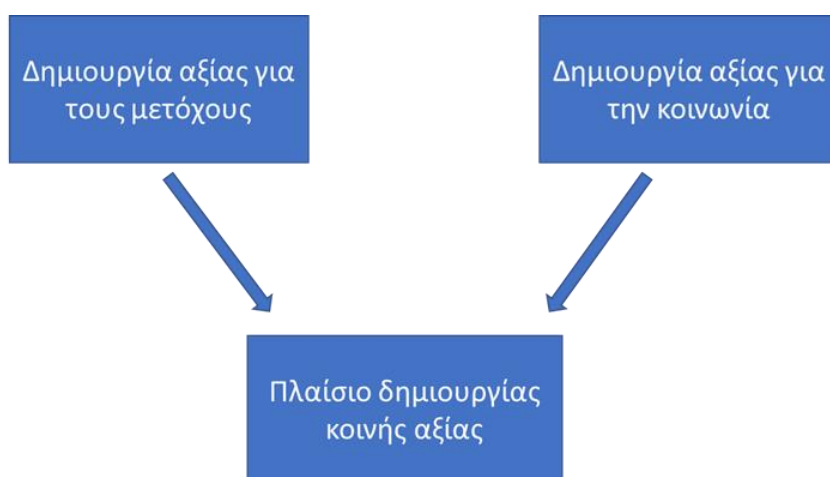 Δημιουργία αξίας για
τους μετόχους
Δημιουργία αξίας για
την κοινωνία
Πλαίσιο δημιουργίας
κοινής αξίας